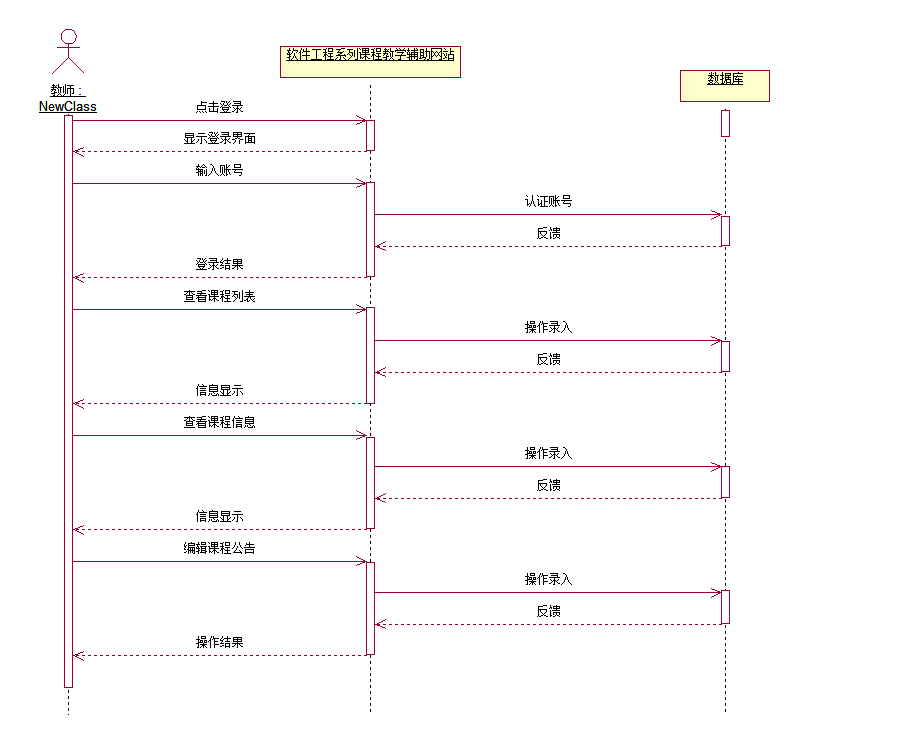 软件工程系列课程教学辅助网站
数据库
教师：
NewClass
点击登录
显示登录界面
输入账号
认证账号
反馈
登录结果
查看课程列表
操作录入
反馈
信息显示
查看课程信息
操作录入
反馈
信息显示
编辑课程公告
操作录入
反馈
操作结果